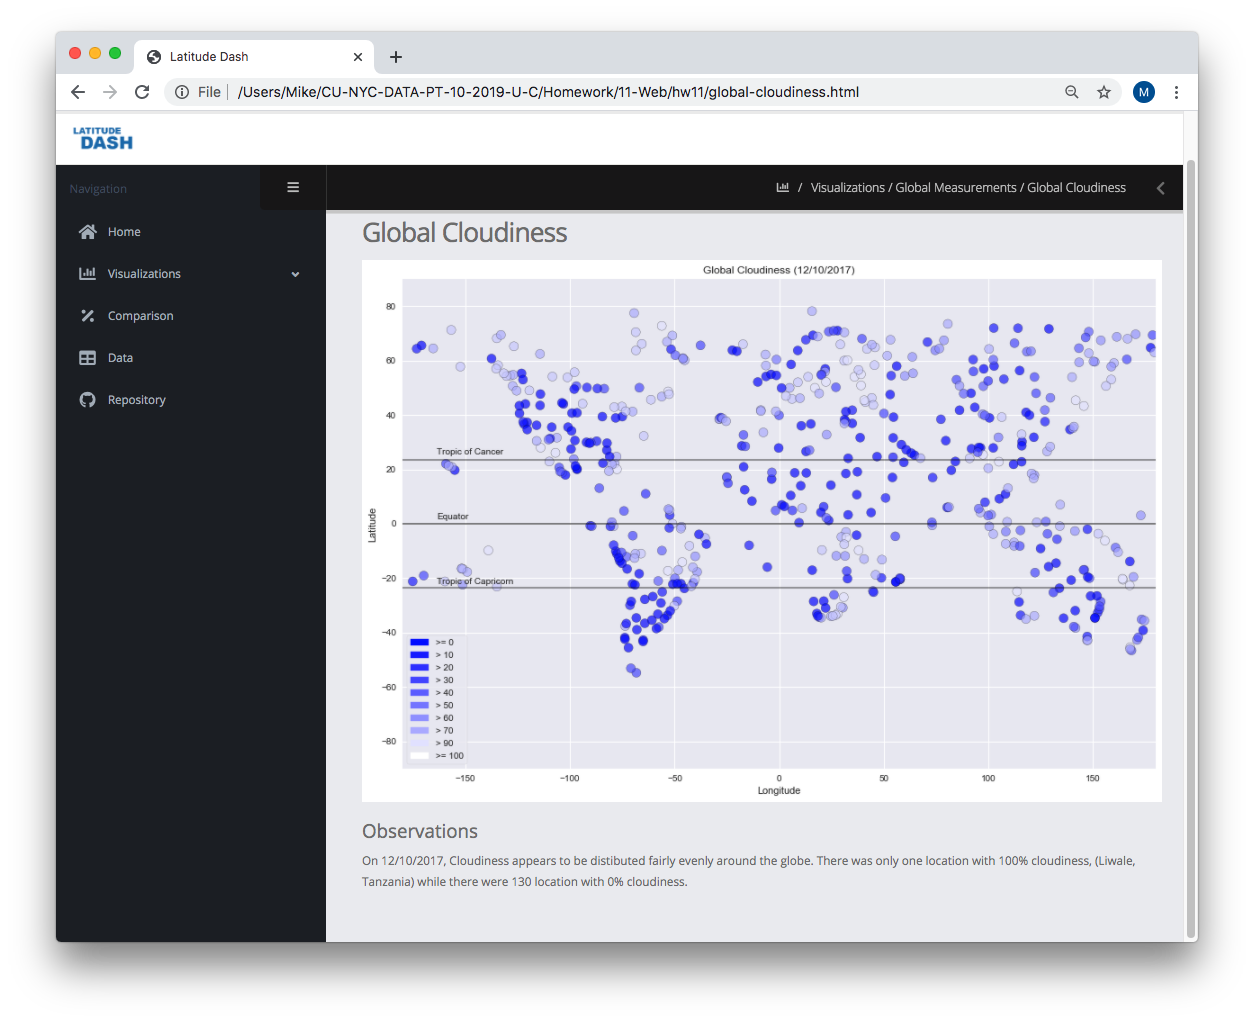 Latitude Dash
File
/Users/Mike/CU-NYC-DATA-PT-10-2019-U-C/Homework/11-Web/hw11/global-cloudiness.html
M
LATITUDE
DASH
Navigation
/ Visualizations / Global Measurements / Global Cloudiness
Home
Visualizations
Comparison
Data
Repository
Global Cloudiness
Global Cloudiness (12/10/2017)
80
60
40
20
0
−20
−40
−60
−80
Latitude
Tropic of Cancer
Equator
Tropic of Capricorn
>= 0
> 10
> 20
> 30
> 40
> 50
> 60
> 70
> 90
>= 100
−150 −100 −50 0 50 100 150
Longitude
Observations
On 12/10/2017, Cloudiness appears to be distibuted fairly evenly around the globe. There was only one location with 100% cloudiness, (Liwale,
Tanzania) while there were 130 location with 0% cloudiness.